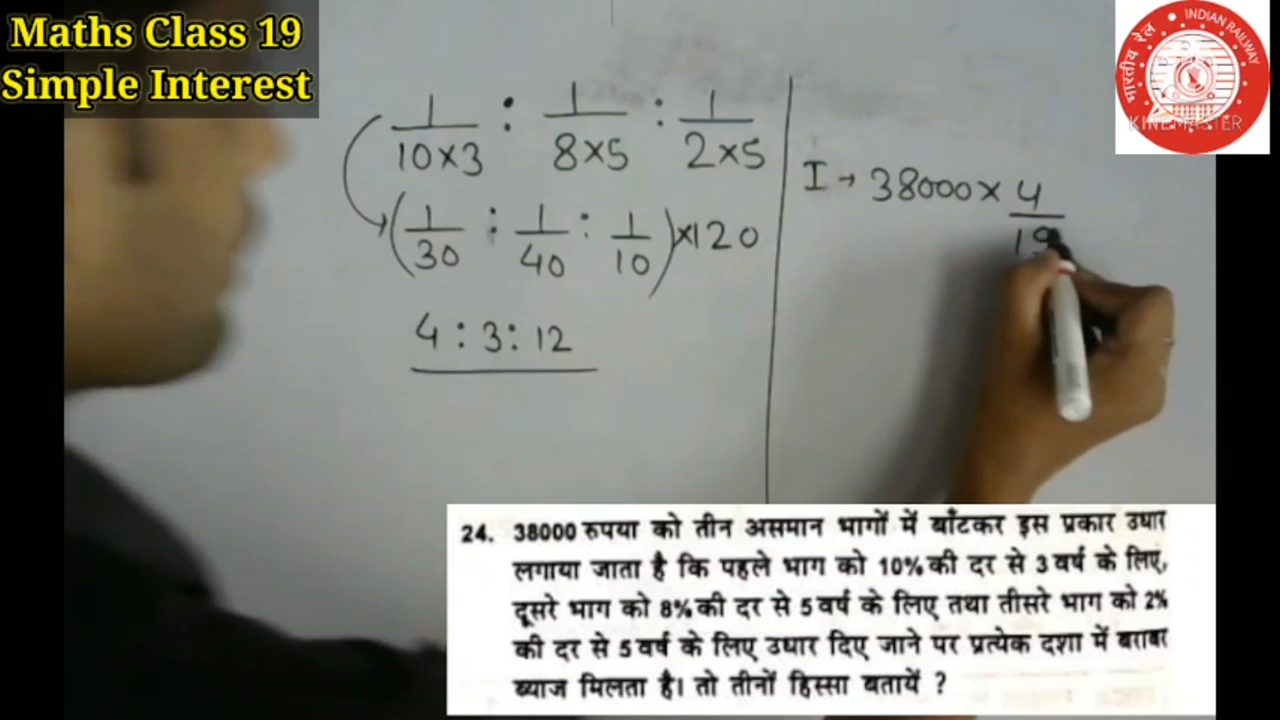 Maths Class 19
Simple Interest
भारतीय रेल INDIAN RAILWAY
KINEMASTER
1/10×3 : 1/8×5 : 1/2×5
(1/30 : 1/40 : 1/10)×120
4 : 3 : 12
I → 38000 × 4/19
24. 38000 रुपया को तीन असमान भागों में बाँटकर इस प्रकार उधार
लगाया जाता है कि पहले भाग को 10% की दर से 3 वर्ष के लिए,
दूसरे भाग को 8% की दर से 5 वर्ष के लिए तथा तीसरे भाग को 2%
की दर से 5 वर्ष के लिए उधार दिए जाने पर प्रत्येक दशा में बराबर
ब्याज मिलता है। तो तीनों हिस्सा बतायें ?